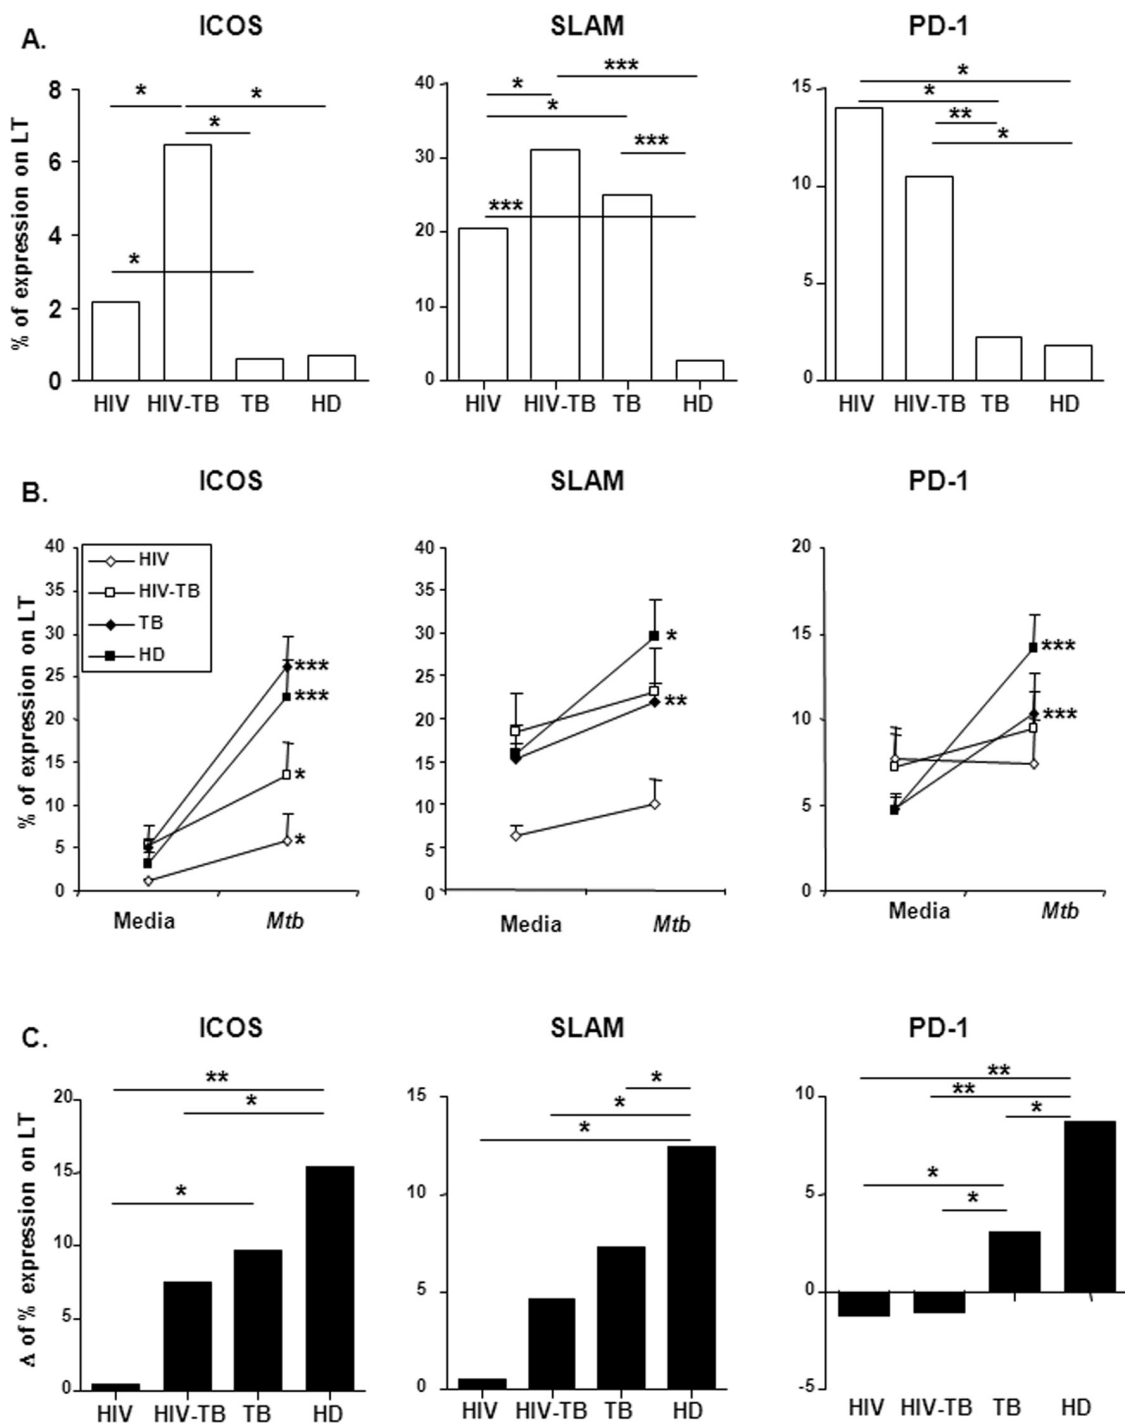 A.
ICOS
SLAM
PD-1
% of expression on LT
8
6
4
2
0
*
*
*
*
HIV HIV-TB TB HD
40
30
20
10
0
***
*
*
***
***
HIV HIV-TB TB HD
15
10
5
0
*
*
**
*
HIV HIV-TB TB HD
B.
ICOS
SLAM
PD-1
% of expression on LT
40
35
30
25
20
15
10
5
0
HIV
HIV-TB
TB
HD
***
***
*
*
Media Mtb
40
35
30
25
20
15
10
5
0
*
**
Media Mtb
20
15
10
5
0
***
***
Media Mtb
C.
ICOS
SLAM
PD-1
Δ of % expression on LT
20
15
10
5
0
**
*
*
HIV HIV-TB TB HD
15
10
5
0
*
*
*
HIV HIV-TB TB HD
10
5
0
-5
**
**
*
*
*
HIV HIV-TB TB HD